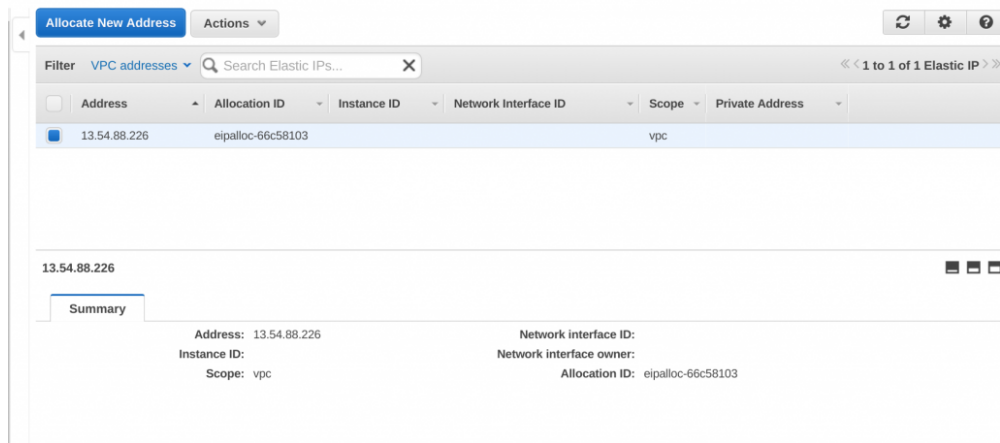 Allocate New Address Actions
Filter VPC addresses Search Elastic IPs... 1 to 1 of 1 Elastic IP
Address Allocation ID Instance ID Network Interface ID Scope Private Address
13.54.88.226 eipalloc-66c58103 vpc
13.54.88.226
Summary
Address: 13.54.88.226 Network interface ID:
Instance ID: Network interface owner:
Scope: vpc Allocation ID: eipalloc-66c58103